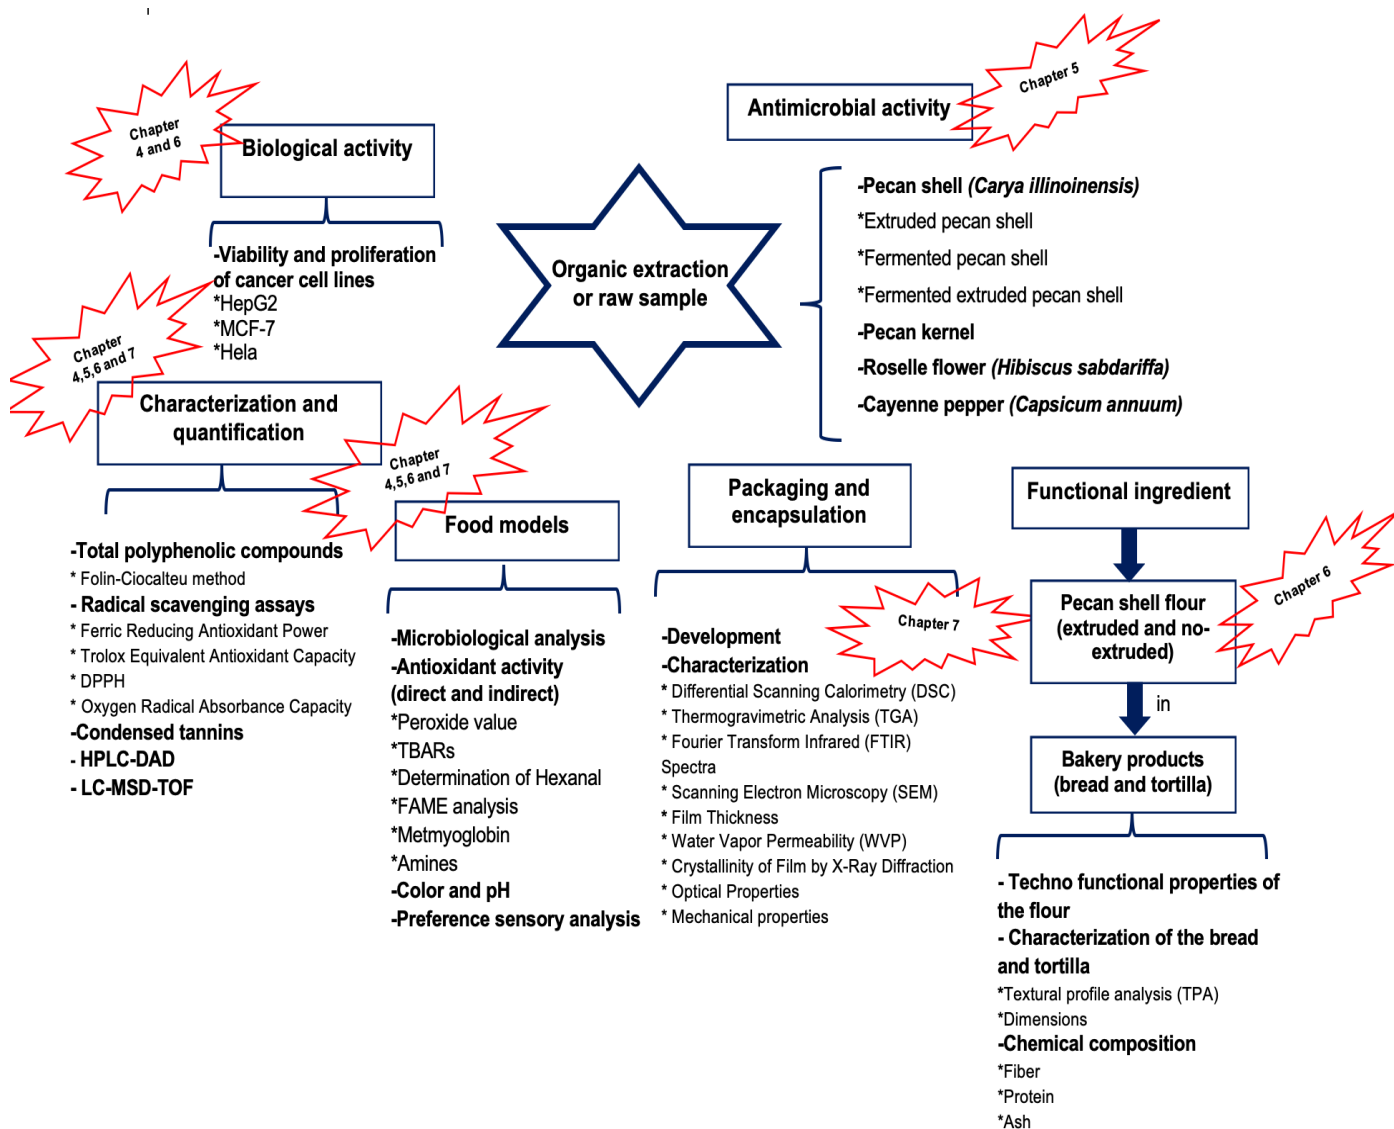 Chapter
4 and 6
Biological activity
-Viability and proliferation
of cancer cell lines
*HepG2
*MCF-7
*Hela
Antimicrobial activity
Chapter 5
Organic extraction
or raw sample
-Pecan shell (Carya illinoinensis)
*Extruded pecan shell
*Fermented pecan shell
*Fermented extruded pecan shell
-Pecan kernel
-Roselle flower (Hibiscus sabdariffa)
-Cayenne pepper (Capsicum annuum)
Chapter
4,5,6 and 7
Characterization and
quantification
-Total polyphenolic compounds
* Folin-Ciocalteu method
- Radical scavenging assays
* Ferric Reducing Antioxidant Power
* Trolox Equivalent Antioxidant Capacity
* DPPH
* Oxygen Radical Absorbance Capacity
-Condensed tannins
- HPLC-DAD
- LC-MSD-TOF
Chapter
4,5,6 and 7
Food models
-Microbiological analysis
-Antioxidant activity
(direct and indirect)
*Peroxide value
*TBARs
*Determination of Hexanal
*FAME analysis
*Metmyoglobin
*Amines
-Color and pH
-Preference sensory analysis
Packaging and
encapsulation
Chapter 7
-Development
-Characterization
* Differential Scanning Calorimetry (DSC)
* Thermogravimetric Analysis (TGA)
* Fourier Transform Infrared (FTIR)
Spectra
* Scanning Electron Microscopy (SEM)
* Film Thickness
* Water Vapor Permeability (WVP)
* Crystallinity of Film by X-Ray Diffraction
* Optical Properties
* Mechanical properties
Functional ingredient
Pecan shell flour
(extruded and no-
extruded)
Chapter 6
in
Bakery products
(bread and tortilla)
- Techno functional properties of
the flour
- Characterization of the bread
and tortilla
*Textural profile analysis (TPA)
*Dimensions
-Chemical composition
*Fiber
*Protein
*Ash